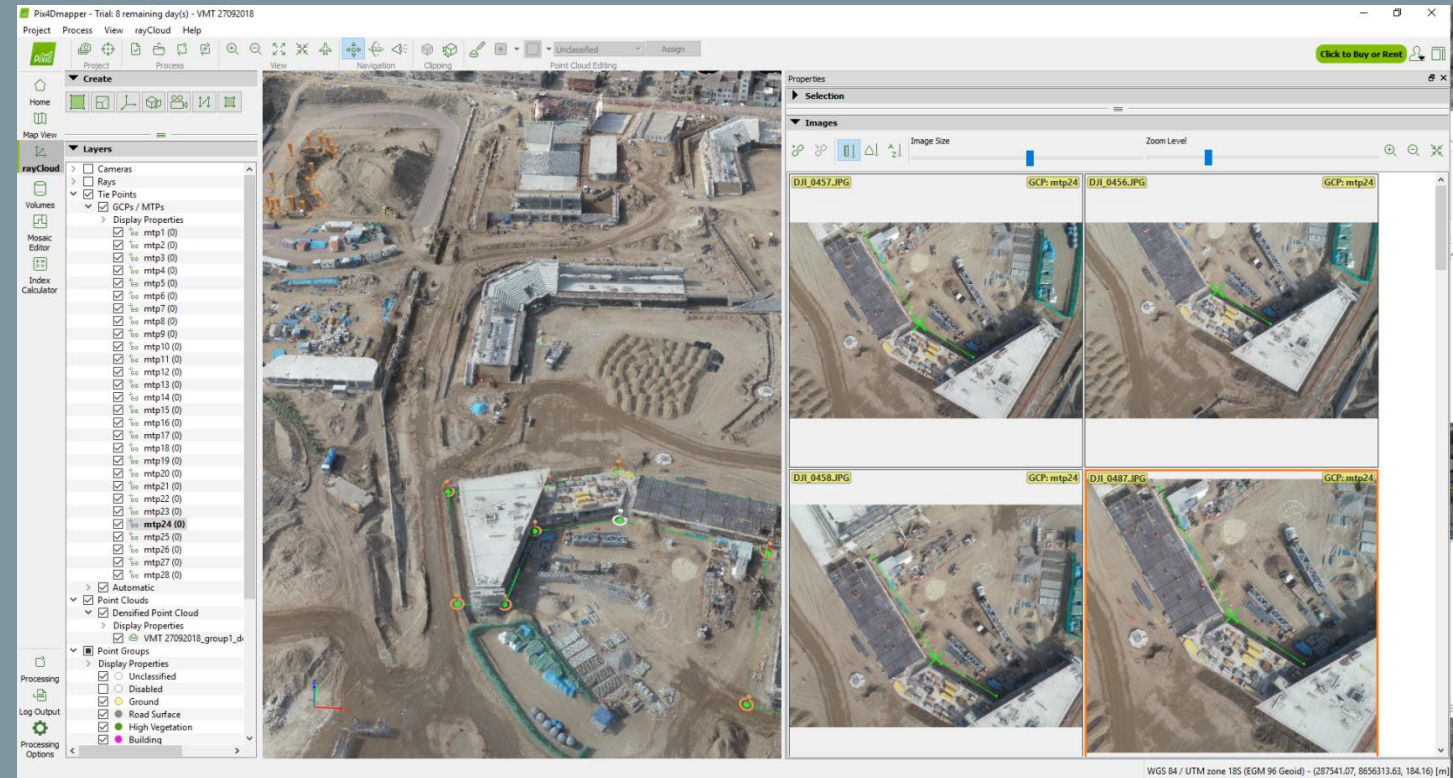 Pix4Dmapper - Trial: 8 remaining day(s) - VMT 27092018
Project Process View rayCloud Help
Unclassified Assign
Project Process View Navigation Clipping Point Cloud Editing
Click to Buy or Rent
Home
Map View
rayCloud
Volumes
Mosaic
Editor
Index
Calculator
Processing
Log Output
Processing
Options
Create
Layers
Cameras
Rays
Tie Points
GCPs / MTPs
Display Properties
mtp1 (0)
mtp2 (0)
mtp3 (0)
mtp4 (0)
mtp5 (0)
mtp6 (0)
mtp7 (0)
mtp8 (0)
mtp9 (0)
mtp10 (0)
mtp11 (0)
mtp12 (0)
mtp13 (0)
mtp14 (0)
mtp15 (0)
mtp16 (0)
mtp17 (0)
mtp18 (0)
mtp19 (0)
mtp20 (0)
mtp21 (0)
mtp22 (0)
mtp23 (0)
mtp24 (0)
mtp25 (0)
mtp26 (0)
mtp27 (0)
mtp28 (0)
Automatic
Point Clouds
Densified Point Cloud
Display Properties
VMT 27092018_group1_d
Point Groups
Display Properties
Unclassified
Disabled
Ground
Road Surface
High Vegetation
Building
Properties
Selection
Images
Image Size Zoom Level
DJI_0457.JPG GCP: mtp24 DJI_0456.JPG GCP: mtp24
DJI_0458.JPG GCP: mtp24 DJI_0487.JPG GCP: mtp24
WGS 84 / UTM zone 18S (EGM 96 Geoid) - (287541.07, 8656313.63, 184.16) [m]